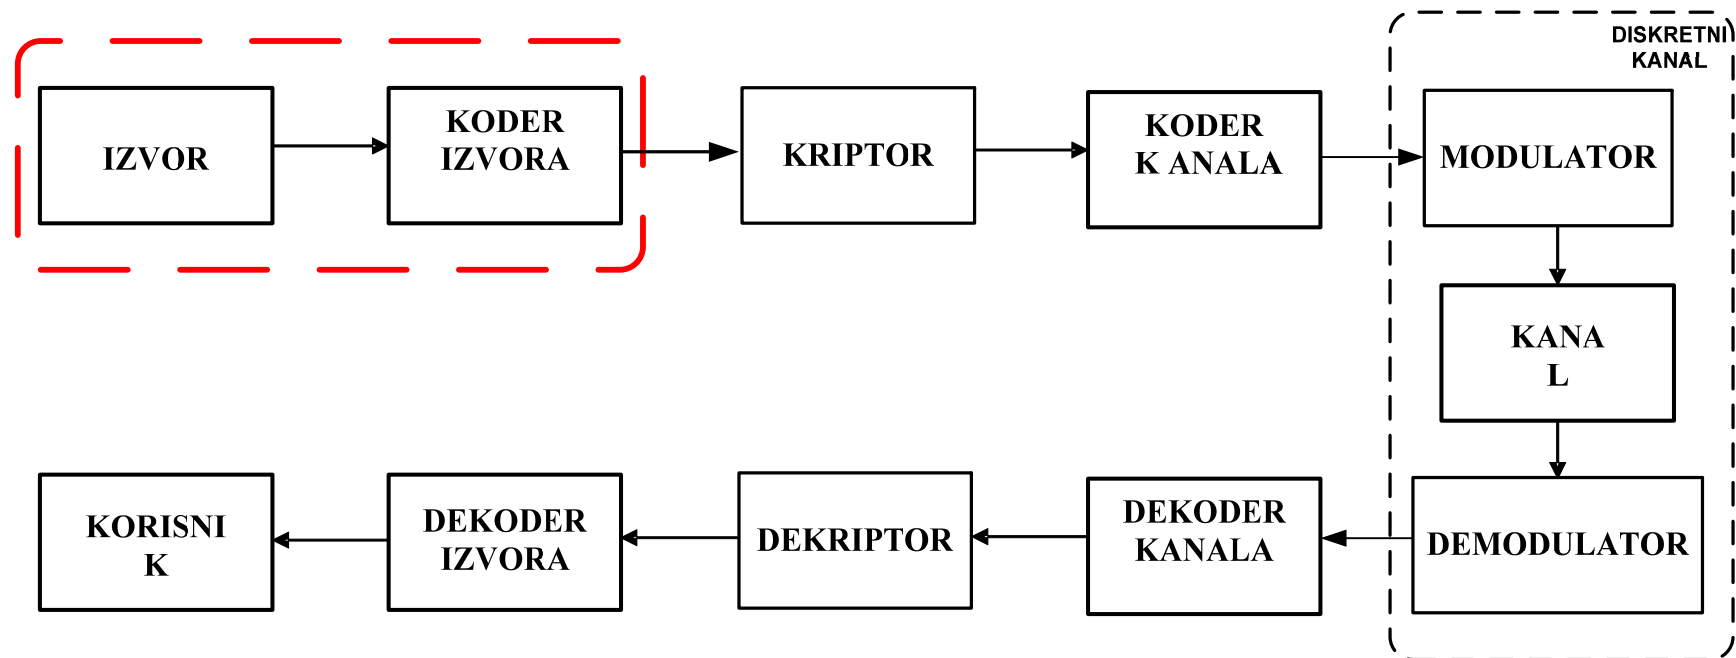 DISKRETNI
KANAL
IZVOR
KODER
IZVORA
KRIPTOR
KODER
K ANALA
MODULATOR
KANA
L
KORISNI
K
DEKODER
IZVORA
DEKRIPTOR
DEKODER
KANALA
DEMODULATOR